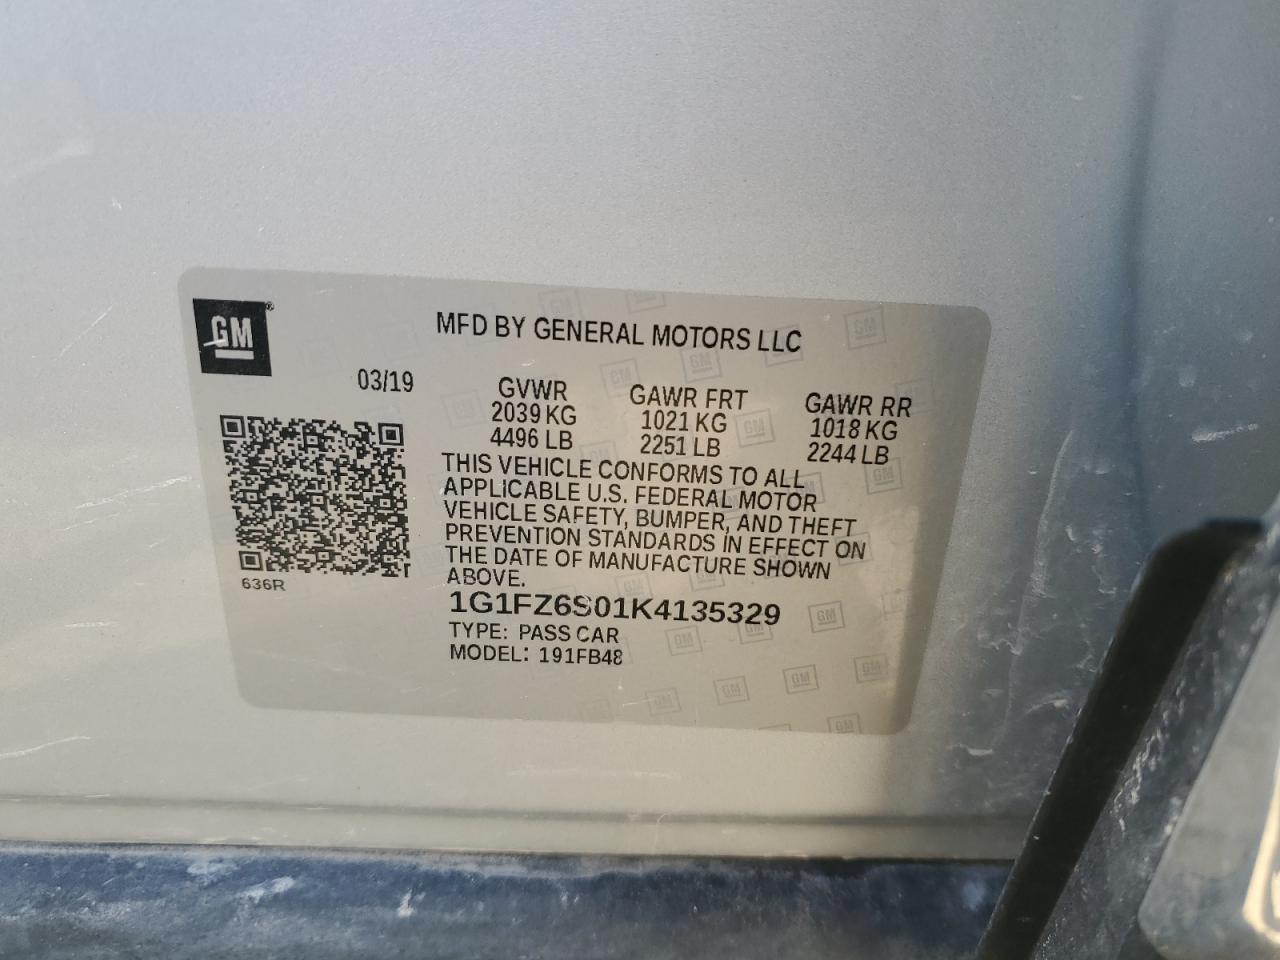 GM
MFD BY GENERAL MOTORS LLC
03/19
GVWR GAWR FRT GAWR RR
2039 KG 1021 KG 1018 KG
4496 LB 2251 LB 2244 LB
THIS VEHICLE CONFORMS TO ALL
APPLICABLE U.S. FEDERAL MOTOR
VEHICLE SAFETY, BUMPER, AND THEFT
PREVENTION STANDARDS IN EFFECT ON
THE DATE OF MANUFACTURE SHOWN
ABOVE.
636R
1G1FZ6S01K4135329
TYPE: PASS CAR
MODEL: 191FB48